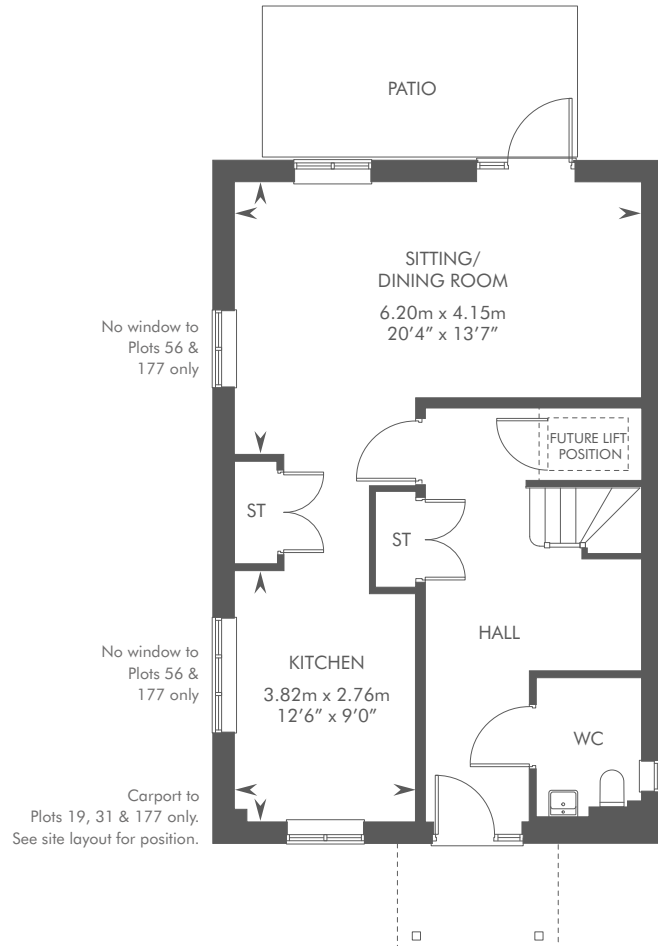 PATIO
SITTING/
DINING ROOM
6.20m x 4.15m
20’4” x 13’7”
No window to
Plots 56 &
177 only
FUTURE LIFT
POSITION
ST
ST
HALL
No window to
Plots 56 &
177 only
KITCHEN
3.82m x 2.76m
12’6” x 9’0”
WC
Carport to
Plots 19, 31 & 177 only.
See site layout for position.